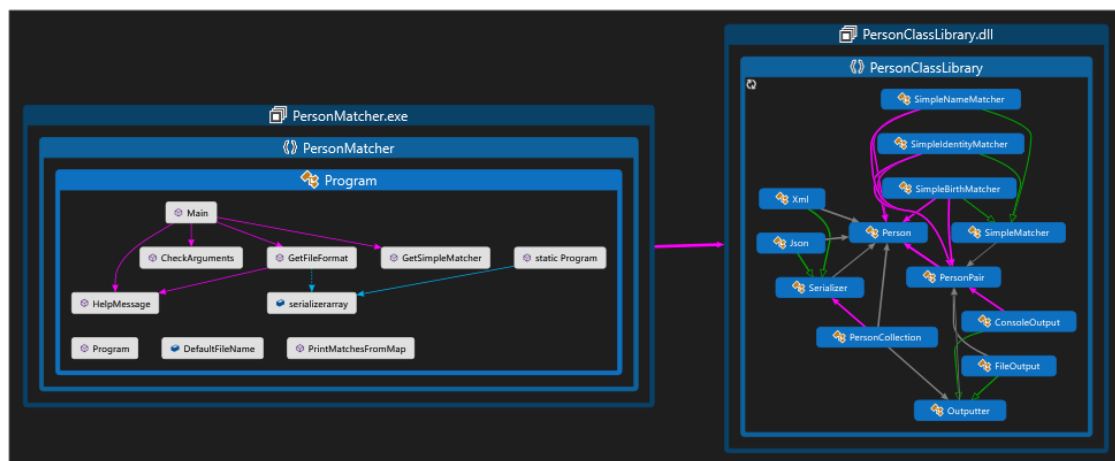 PersonMatcher.exe
PersonMatcher
Program
Main
CheckArguments
GetFileFormat
GetSimpleMatcher
static Program
HelpMessage
serializerarray
Program
DefaultFileName
PrintMatchesFromMap
PersonClassLibrary.dll
PersonClassLibrary
SimpleNameMatcher
SimpleIdentityMatcher
SimpleBirthMatcher
Xml
Person
SimpleMatcher
Json
PersonPair
Serializer
ConsoleOutput
PersonCollection
FileOutput
Outputter